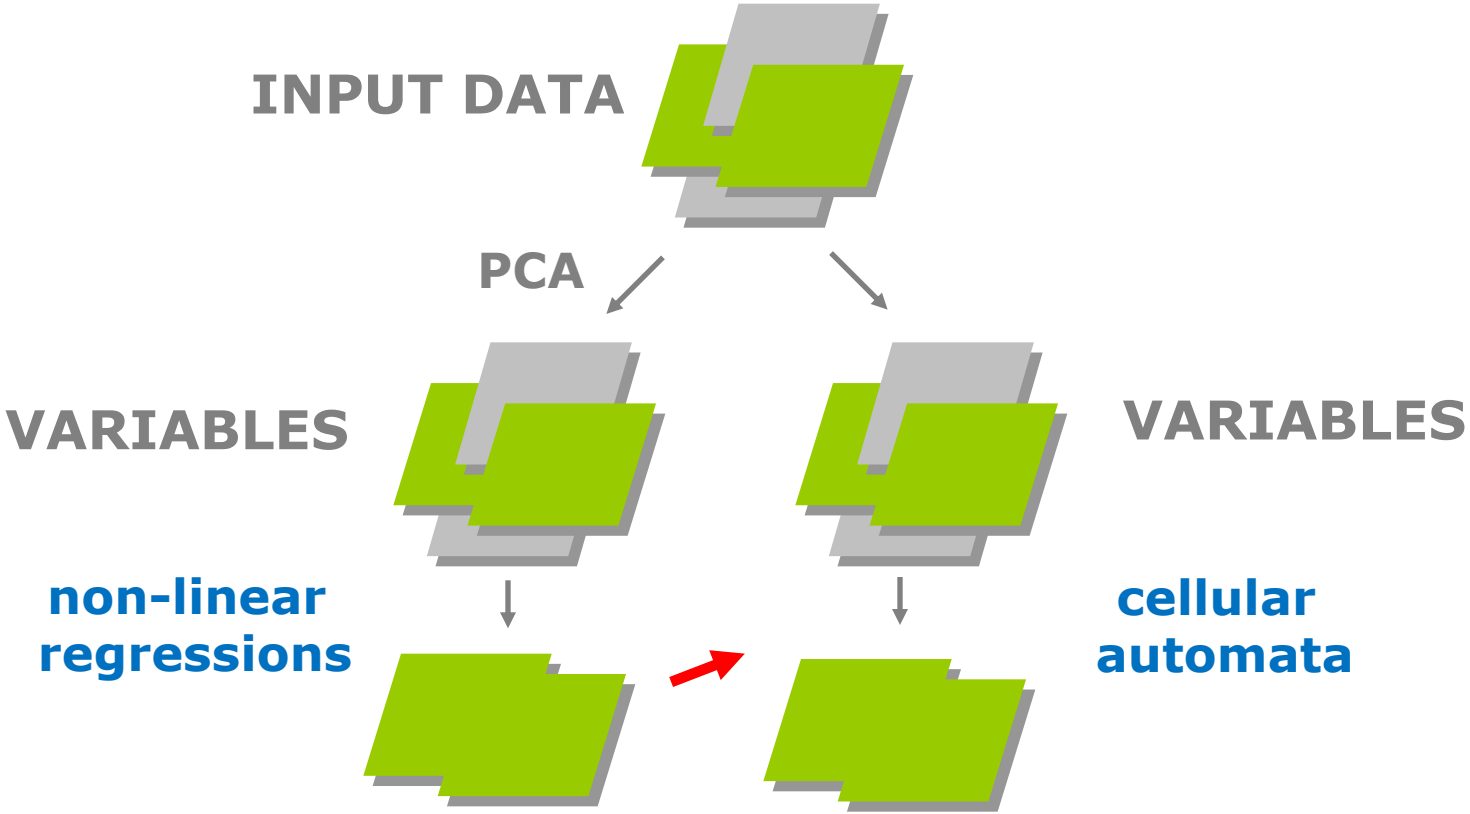 INPUT DATA
PCA
VARIABLES
VARIABLES
non-linear
regressions
cellular
automata